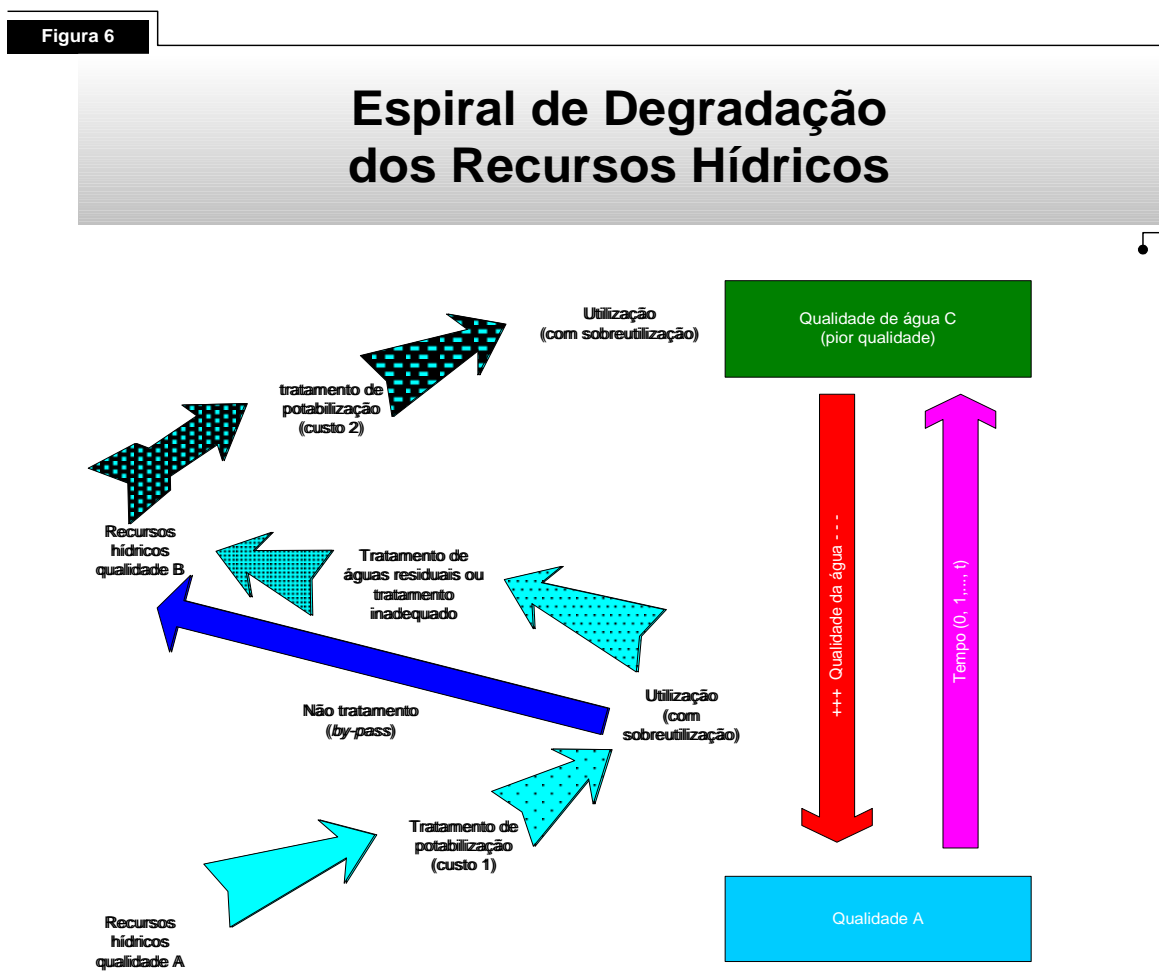 Figura 6
Espiral de Degradação
dos Recursos Hídricos
Utilização
(com sobreutilização)
Qualidade de água C
(pior qualidade)
tratamento de
potabilização
(custo 2)
Recursos
hídricos
qualidade B
Tratamento de
águas residuais ou
tratamento
inadequado
+++ Qualidade da água - - -
Tempo (0, 1,..., t)
Não tratamento
(by-pass)
Utilização
(com
sobreutilização)
Tratamento de
potabilização
(custo 1)
Recursos
hídricos
qualidade A
Qualidade A